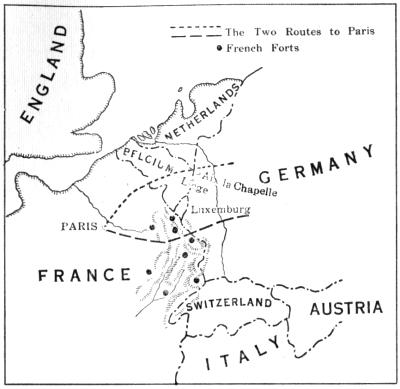 The Two Routes to Paris
French Forts
ENGLAND
NETHERLANDS
GERMANY
PELCIUM
Aix la Chapelle
Liege
Luxemburg
PARIS
FRANCE
SWITZERLAND
AUSTRIA
ITALY